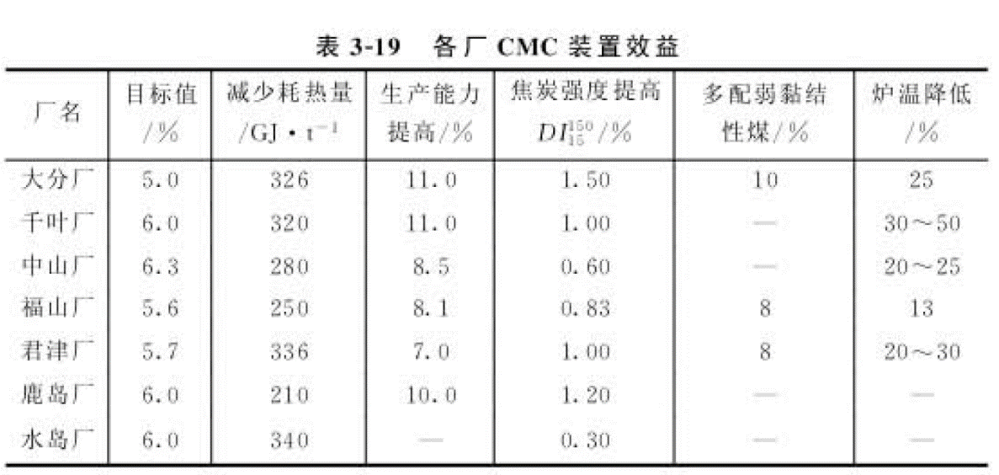 表 3-19 各厂 CMC 装置效益
厂名 目标值/% 减少耗热量/GJ·t⁻¹ 生产能力提高/% 焦炭强度提高 DI¹⁵⁰₁₅/% 多配弱黏结性煤/% 炉温降低/%
大分厂 5.0 326 11.0 1.50 10 25
千叶厂 6.0 320 11.0 1.00 — 30~50
中山厂 6.3 280 8.5 0.60 — 20~25
福山厂 5.6 250 8.1 0.83 8 13
君津厂 5.7 336 7.0 1.00 8 20~30
鹿岛厂 6.0 210 10.0 1.20 — —
水岛厂 6.0 340 — 0.30 — —